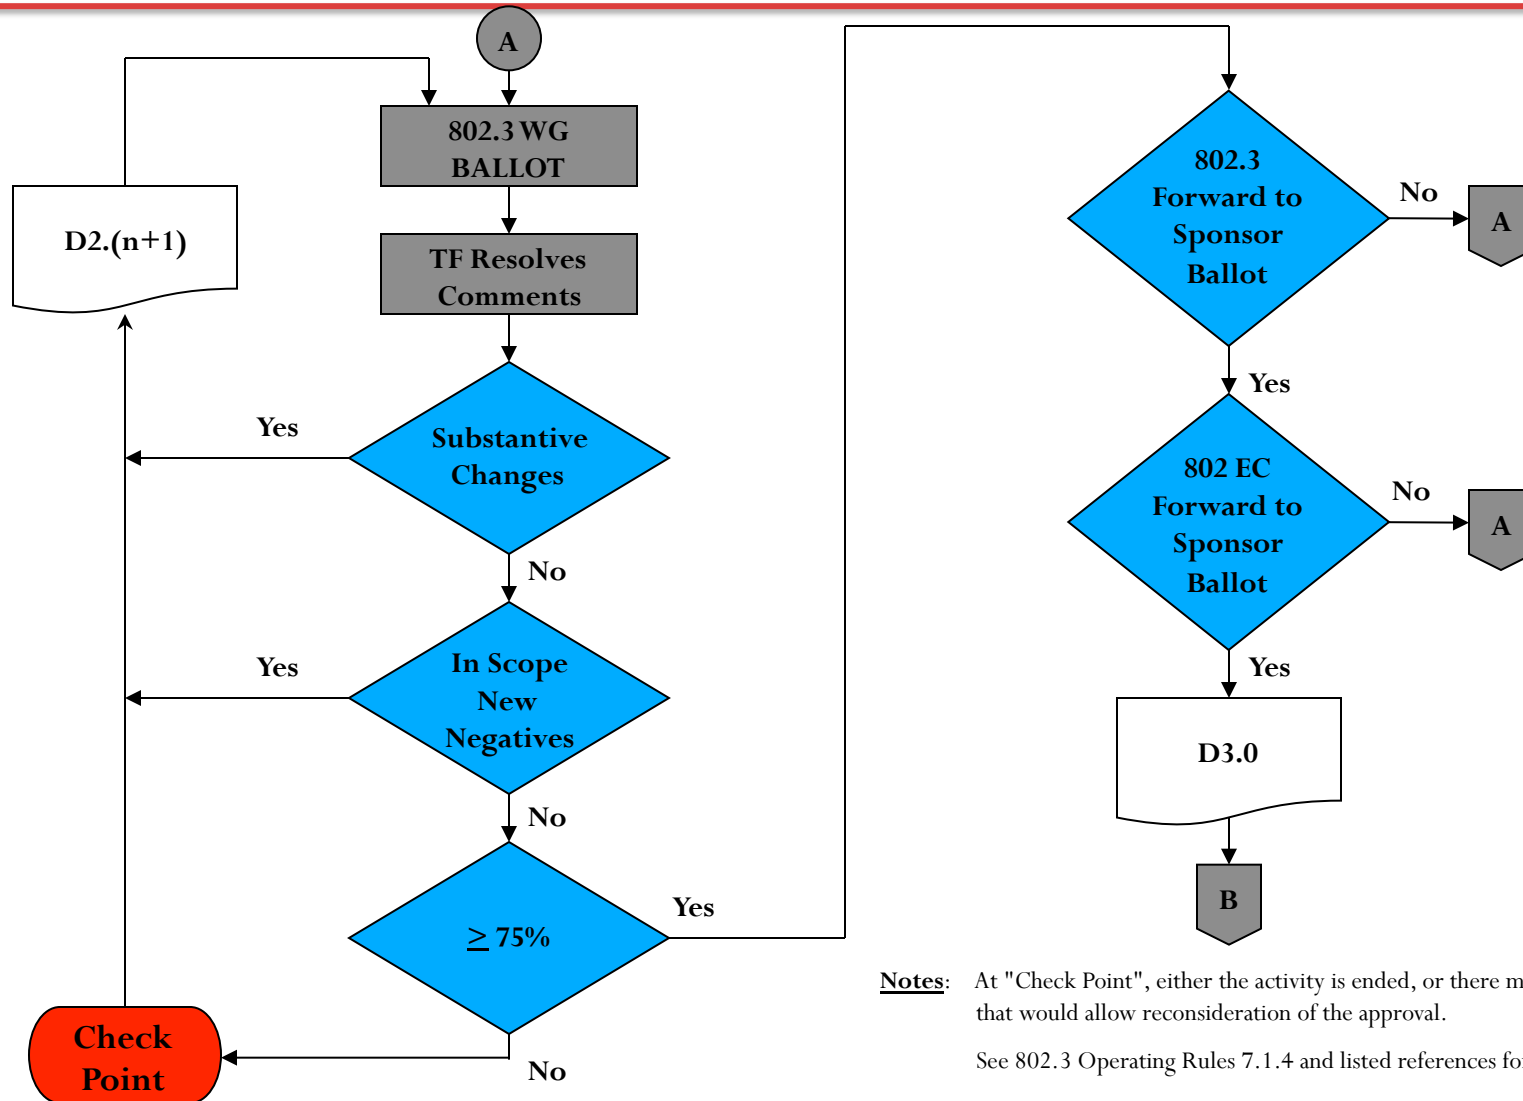 A
802.3 WG
BALLOT
D2.(n+1)
TF Resolves
Comments
Yes
Substantive
Changes
No
Yes
In Scope
New
Negatives
No
≥ 75%
Yes
No
Check
Point
802.3
Forward to
Sponsor
Ballot
No
A
Yes
802 EC
Forward to
Sponsor
Ballot
No
A
Yes
D3.0
B
Notes: At "Check Point", either the activity is ended, or there
that would allow reconsideration of the approval.
See 802.3 Operating Rules 7.1.4 and listed references